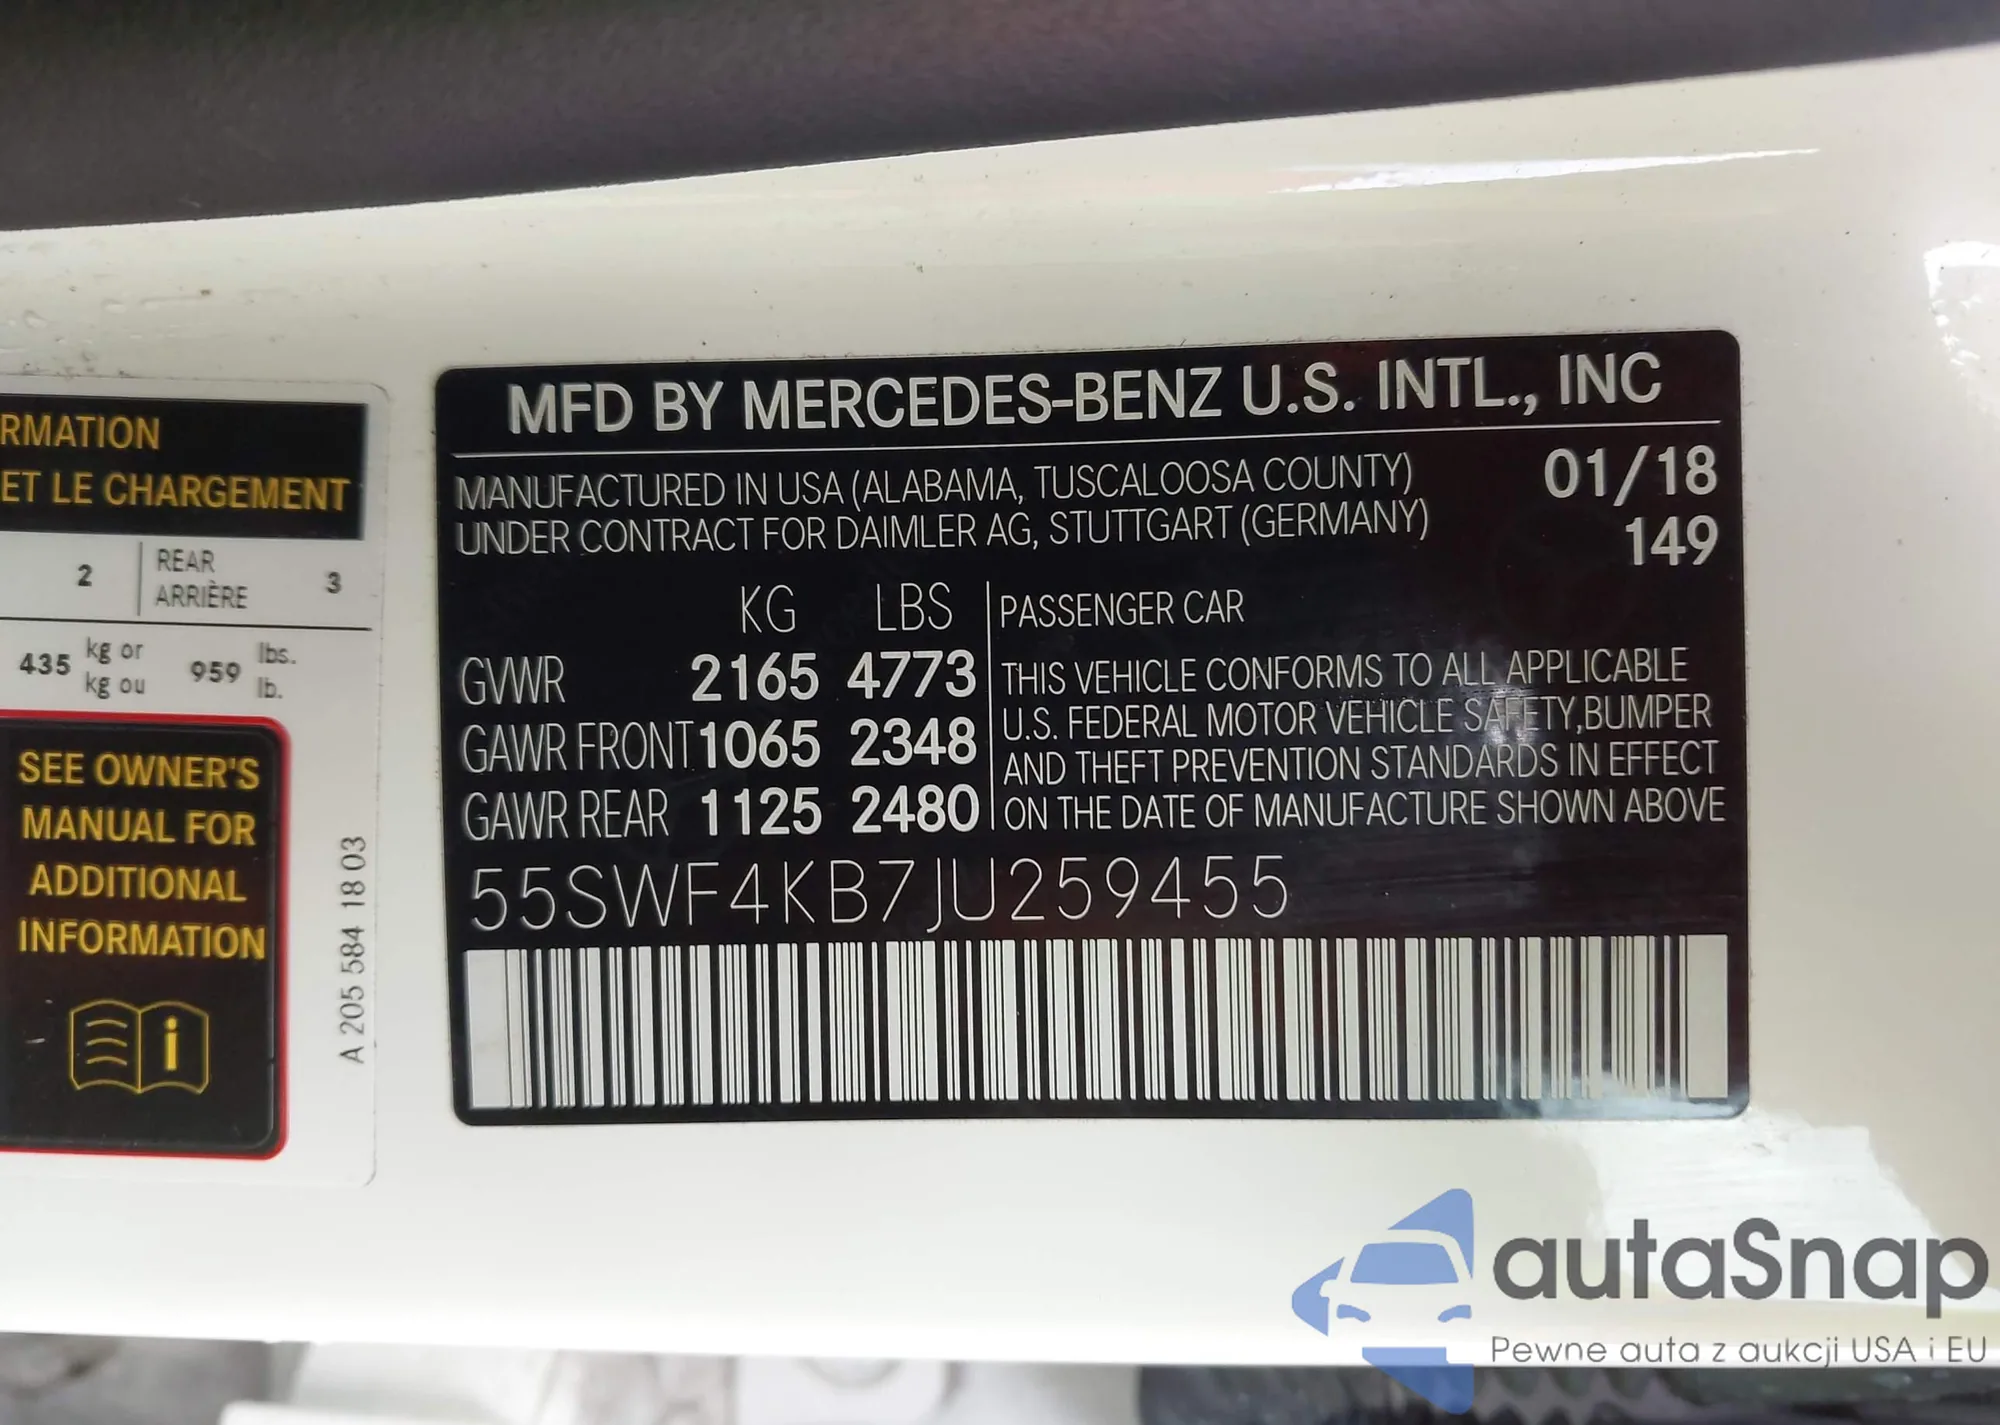 RMATION
ET LE CHARGEMENT
2 REAR 3
ARRIÈRE
435 kg or 959 lbs.
kg ou lb.
SEE OWNER'S
MANUAL FOR
ADDITIONAL
INFORMATION
i
A 205 584 18 03
MFD BY MERCEDES-BENZ U.S. INTL., INC
MANUFACTURED IN USA (ALABAMA, TUSCALOOSA COUNTY) 01/18
UNDER CONTRACT FOR DAIMLER AG, STUTTGART (GERMANY) 149
KG LBS PASSENGER CAR
GVWR 2165 4773
GAWR FRONT 1065 2348
GAWR REAR 1125 2480
THIS VEHICLE CONFORMS TO ALL APPLICABLE
U.S. FEDERAL MOTOR VEHICLE SAFETY,BUMPER
AND THEFT PREVENTION STANDARDS IN EFFECT
ON THE DATE OF MANUFACTURE SHOWN ABOVE
55SWF4KB7JU259455
autaSnap
Pewne auta z aukcji USA i EU